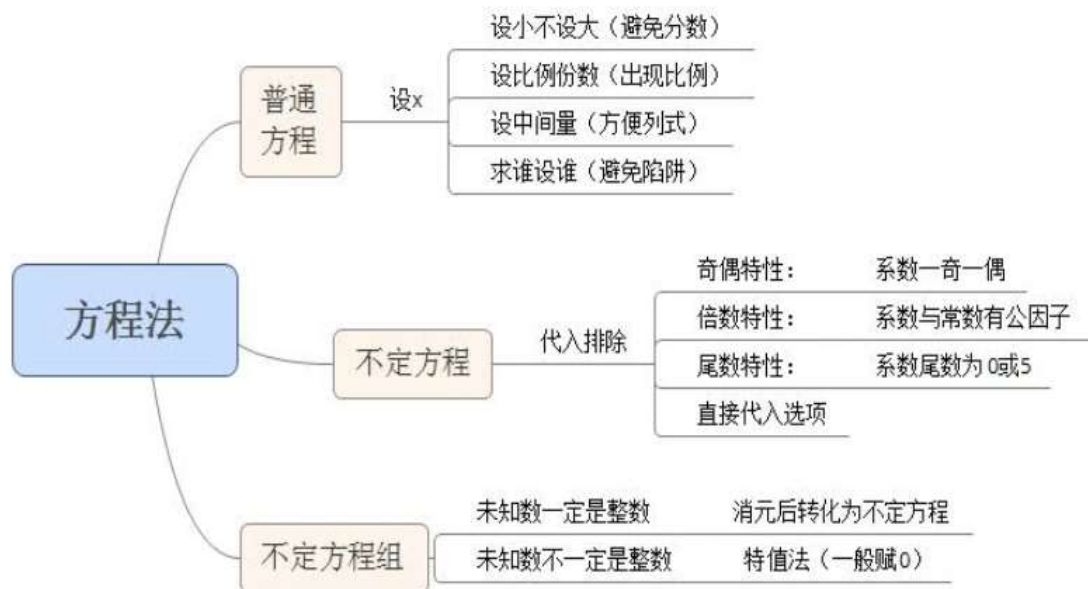 方程法
普通
方程
设x
设小不设大（避免分数）
设比例份数（出现比例）
设中间量（方便列式）
求谁设谁（避免陷阱）
不定方程
代入排除
奇偶特性： 系数一奇一偶
倍数特性： 系数与常数有公因子
尾数特性： 系数尾数为0或5
直接代入选项
不定方程组
未知数一定是整数 消元后转化为不定方程
未知数不一定是整数 特值法（一般赋0）